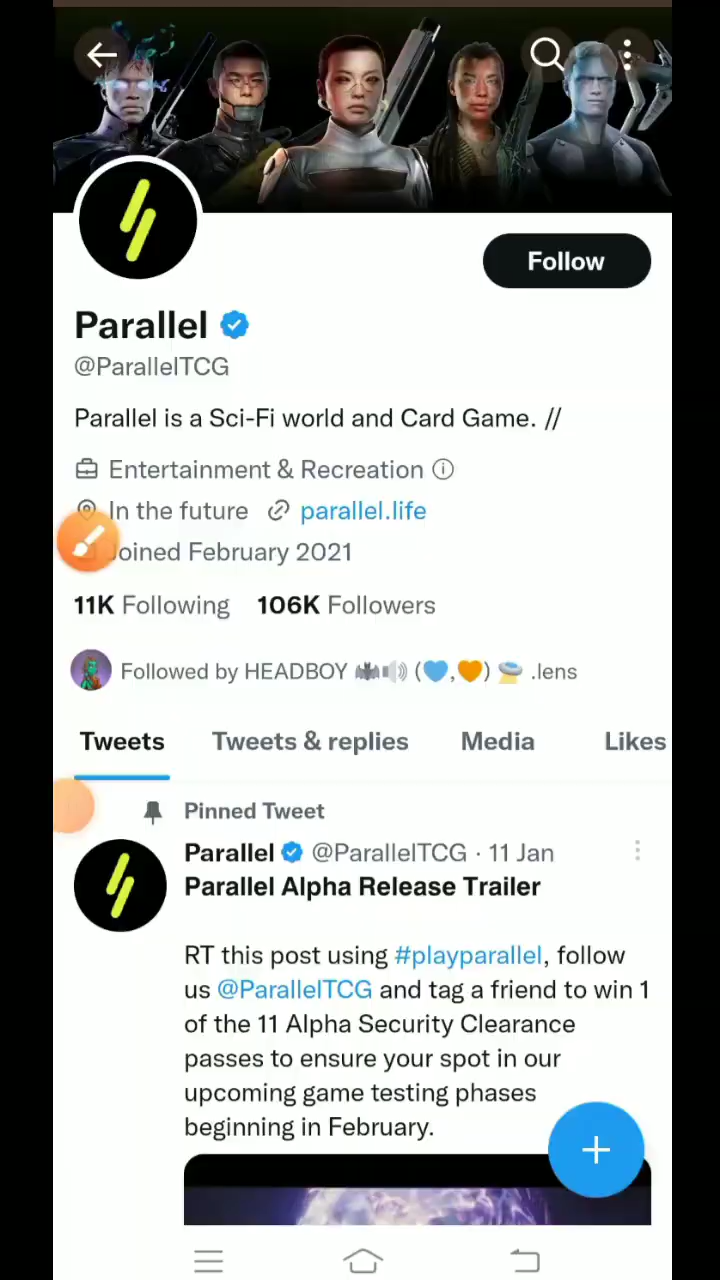 Follow
Parallel
@ParallelTCG
Parallel is a Sci-Fi world and Card Game. //
Entertainment & Recreation
In the future parallel.life
Joined February 2021
11K Following 106K Followers
Followed by HEADBOY 🦇🔊 (💙,🧡) 🛸 .lens
Tweets Tweets & replies Media Likes
Pinned Tweet
Parallel @ParallelTCG · 11 Jan
Parallel Alpha Release Trailer
RT this post using #playparallel, follow
us @ParallelTCG and tag a friend to win 1
of the 11 Alpha Security Clearance
passes to ensure your spot in our
upcoming game testing phases
beginning in February.